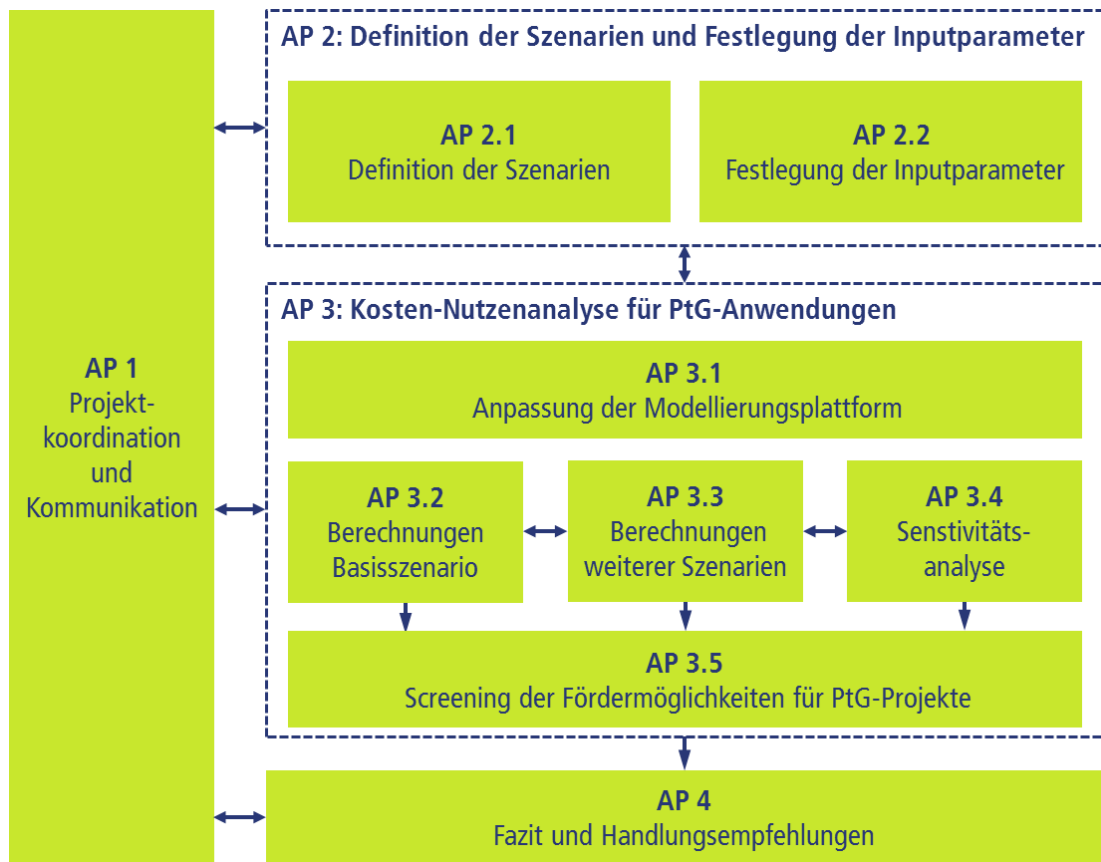 AP 1
Projekt-
koordination
und
Kommunikation
AP 2: Definition der Szenarien und Festlegung der Inputparameter
AP 2.1
Definition der Szenarien
AP 2.2
Festlegung der Inputparameter
AP 3: Kosten-Nutzenanalyse für PtG-Anwendungen
AP 3.1
Anpassung der Modellierungsplattform
AP 3.2
Berechnungen
Basisszenario
AP 3.3
Berechnungen
weiterer Szenarien
AP 3.4
Senstivitäts-
analyse
AP 3.5
Screening der Fördermöglichkeiten für PtG-Projekte
AP 4
Fazit und Handlungsempfehlungen